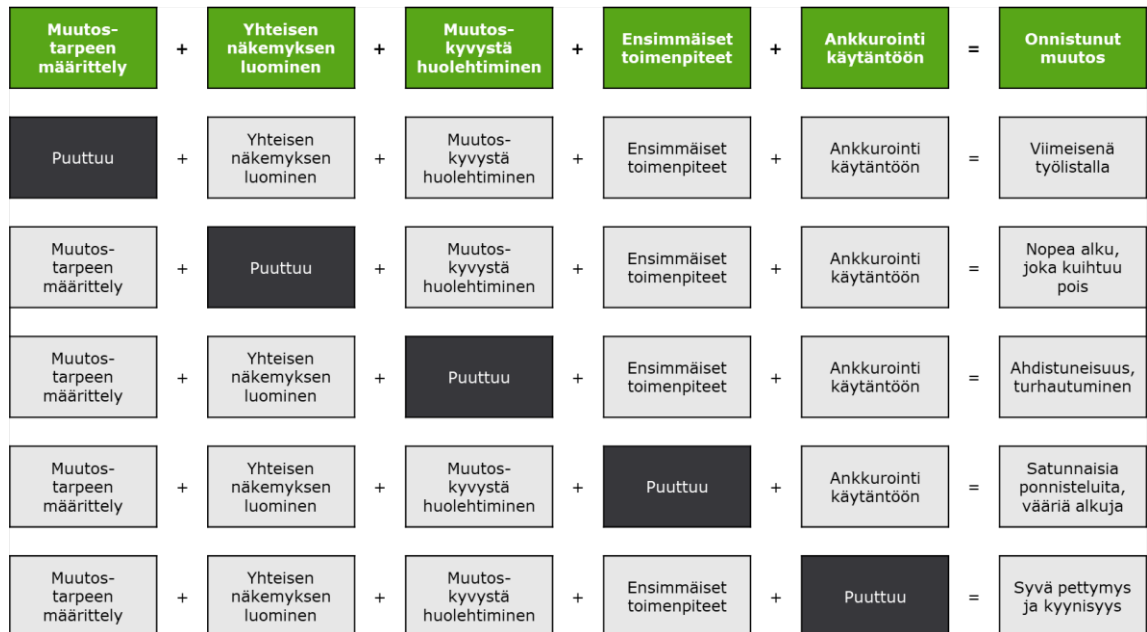 Muutos-
tarpeen
määrittely
+
Yhteisen
näkemyksen
luominen
+
Muutos-
kyvystä
huolehtiminen
+
Ensimmäiset
toimenpiteet
+
Ankkurointi
käytäntöön
=
Onnistunut
muutos
Puuttuu
+
Yhteisen
näkemyksen
luominen
+
Muutos-
kyvystä
huolehtiminen
+
Ensimmäiset
toimenpiteet
+
Ankkurointi
käytäntöön
=
Viimeisenä
työlistalla
Muutos-
tarpeen
määrittely
+
Puuttuu
+
Muutos-
kyvystä
huolehtiminen
+
Ensimmäiset
toimenpiteet
+
Ankkurointi
käytäntöön
=
Nopea alku,
joka kuihtuu
pois
Muutos-
tarpeen
määrittely
+
Yhteisen
näkemyksen
luominen
+
Puuttuu
+
Ensimmäiset
toimenpiteet
+
Ankkurointi
käytäntöön
=
Ahdistuneisuus,
turhautuminen
Muutos-
tarpeen
määrittely
+
Yhteisen
näkemyksen
luominen
+
Muutos-
kyvystä
huolehtiminen
+
Puuttuu
+
Ankkurointi
käytäntöön
=
Satunnaisia
ponnisteluita,
vääriä alkuja
Muutos-
tarpeen
määrittely
+
Yhteisen
näkemyksen
luominen
+
Muutos-
kyvystä
huolehtiminen
+
Ensimmäiset
toimenpiteet
+
Puuttuu
=
Syvä pettymys
ja kyynisyys